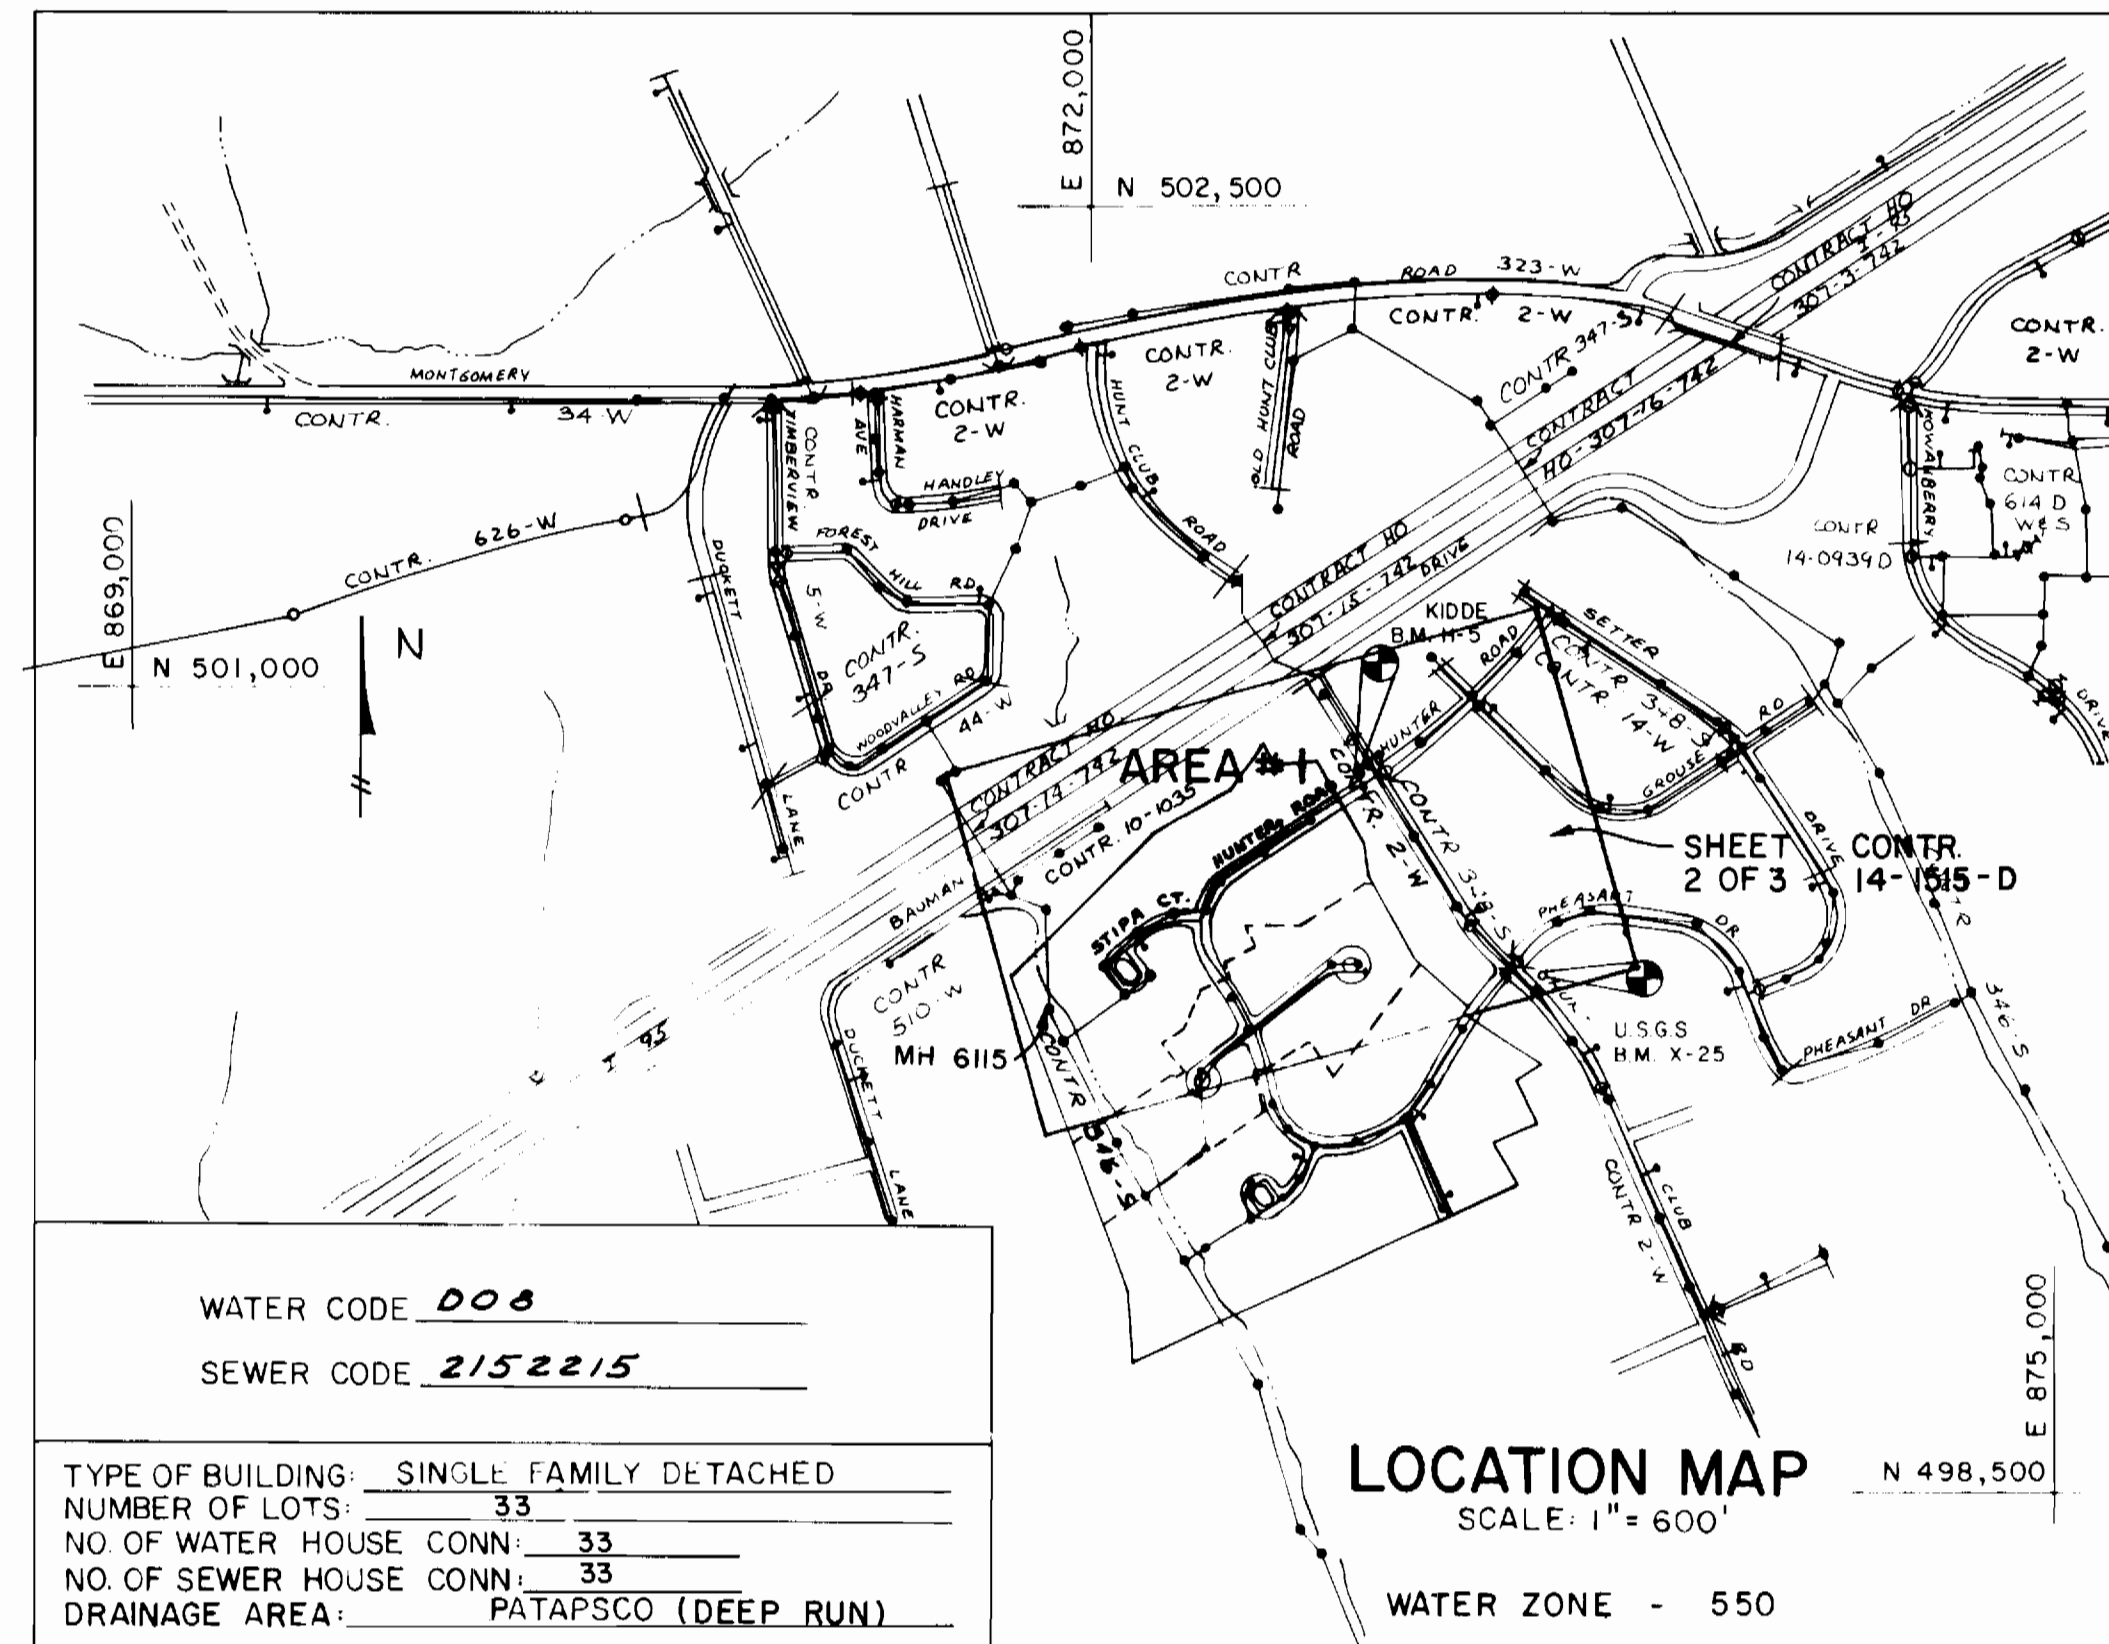 E 872,000
N 502,500
CONTR ROAD 323-W
CONTRACT HO
I-95
307-3-742
CONTR. 2-W
CONTR 347-S
CONTR.
2-W
CONTR.
2-W
MONTGOMERY
CONTR. 34-W
HARMAN
AVE
CONTR.
2-W
HUNT CLUB ROAD
OLD HUNT CLUB
ROAD
CONTRACT
HO-307-16-742
TIMBERVIEW DR.
CONTR.
5-W
HANDLEY
DRIVE
CONTR
614 D
W&S
CONTR
14-0939D
ROWANBERRY
DRIVE
E 869,000
N 501,000
CONTR. 626-W
N
DUCKETT
LANE
FOREST HILL RD.
CONTR.
347-S
WOODVALLEY RD
CONTR 44-W
CONTRACT HO
307-15-742
DRIVE
KIDDE
B.M. H-5
HUNTER ROAD
SETTER
CONTR 348-S
CONTR. 14-W
GROUSE RD
DRIVE
CONTRACT HO.
307-14-742
AREA #1
CONTR. 10-1035
HUNTER ROAD
CONTR. 2-W
CONTR 348-S
SHEET
2 OF 3
CONTR.
14-1515-D
BAUMAN
STIPA CT.
PHEASANT DR
CONTR
510-W
I 95
MH 6115
DUCKETT
LANE
CONTR
346-S
U.S.G.S
B.M. X-25
PHEASANT DR
346-S
CLUB
RD
CONTR 2-W
WATER CODE D08
SEWER CODE 2152215
TYPE OF BUILDING: SINGLE FAMILY DETACHED
NUMBER OF LOTS: 33
NO. OF WATER HOUSE CONN: 33
NO. OF SEWER HOUSE CONN: 33
DRAINAGE AREA: PATAPSCO (DEEP RUN)
E 875,000
N 498,500
LOCATION MAP
SCALE: 1" = 600'
WATER ZONE - 550